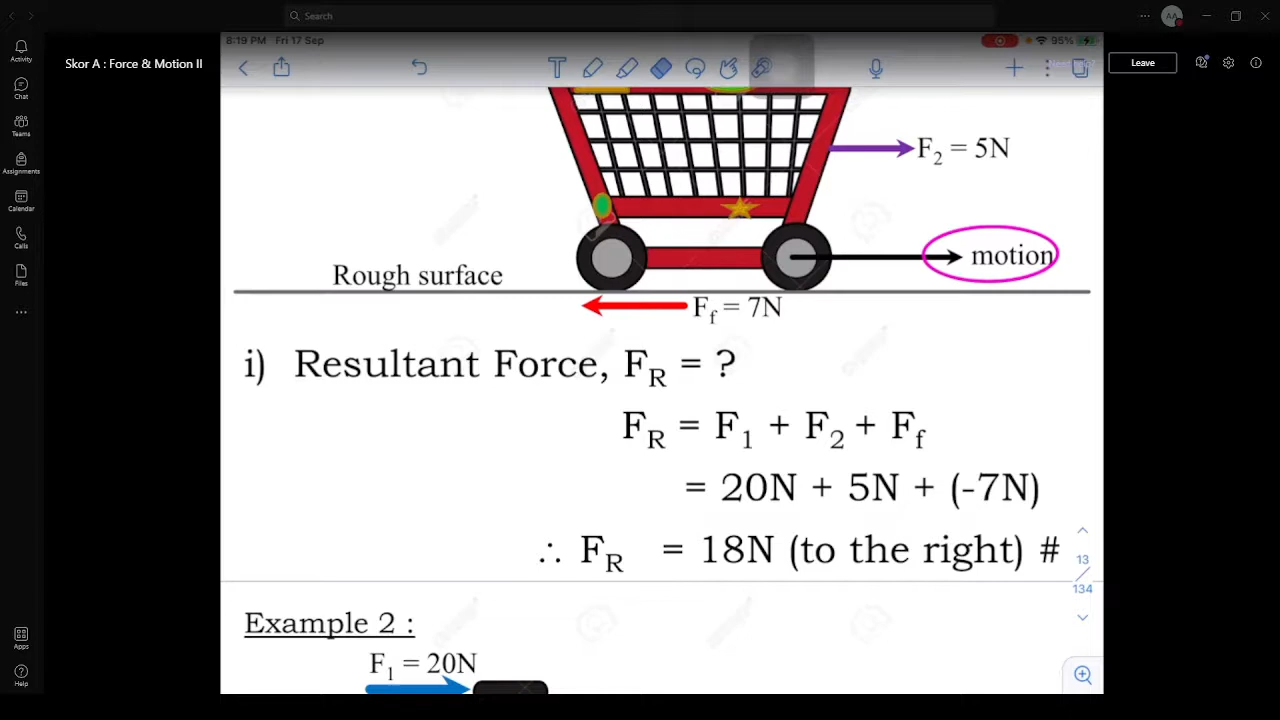 Search
AA
8:19 PM Fri 17 Sep
95%
Skor A : Force & Motion II
Leave
Activity
Chat
Teams
Assignments
Calendar
Calls
Files
Apps
Help
F2 = 5N
motion
Rough surface
Ff = 7N
i) Resultant Force, FR = ?
FR = F1 + F2 + Ff
= 20N + 5N + (-7N)
∴ FR = 18N (to the right) #
13
134
Example 2 :
F1 = 20N